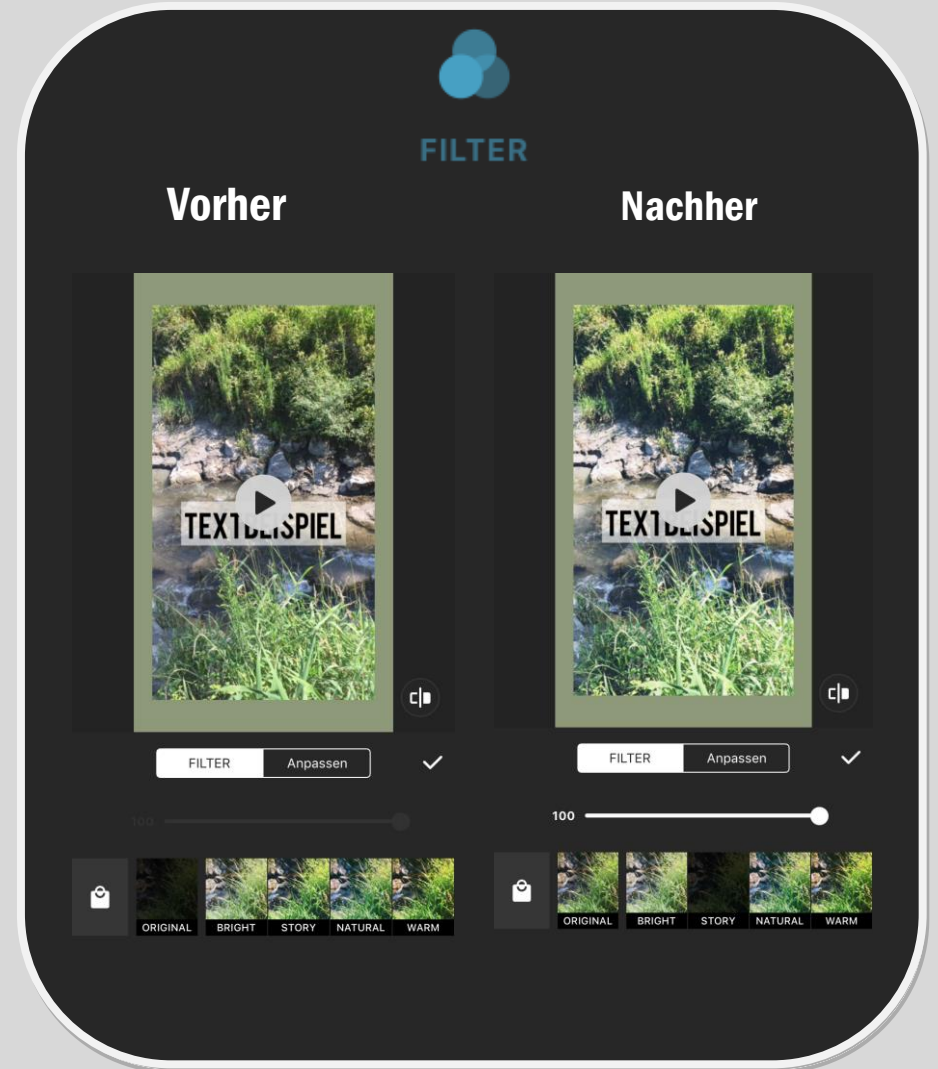 FILTER
Vorher
Nachher
TEXTBEISPIEL
TEXTBEISPIEL
FILTER
Anpassen
FILTER
Anpassen
100
100
ORIGINAL
BRIGHT
STORY
NATURAL
WARM
ORIGINAL
BRIGHT
STORY
NATURAL
WARM